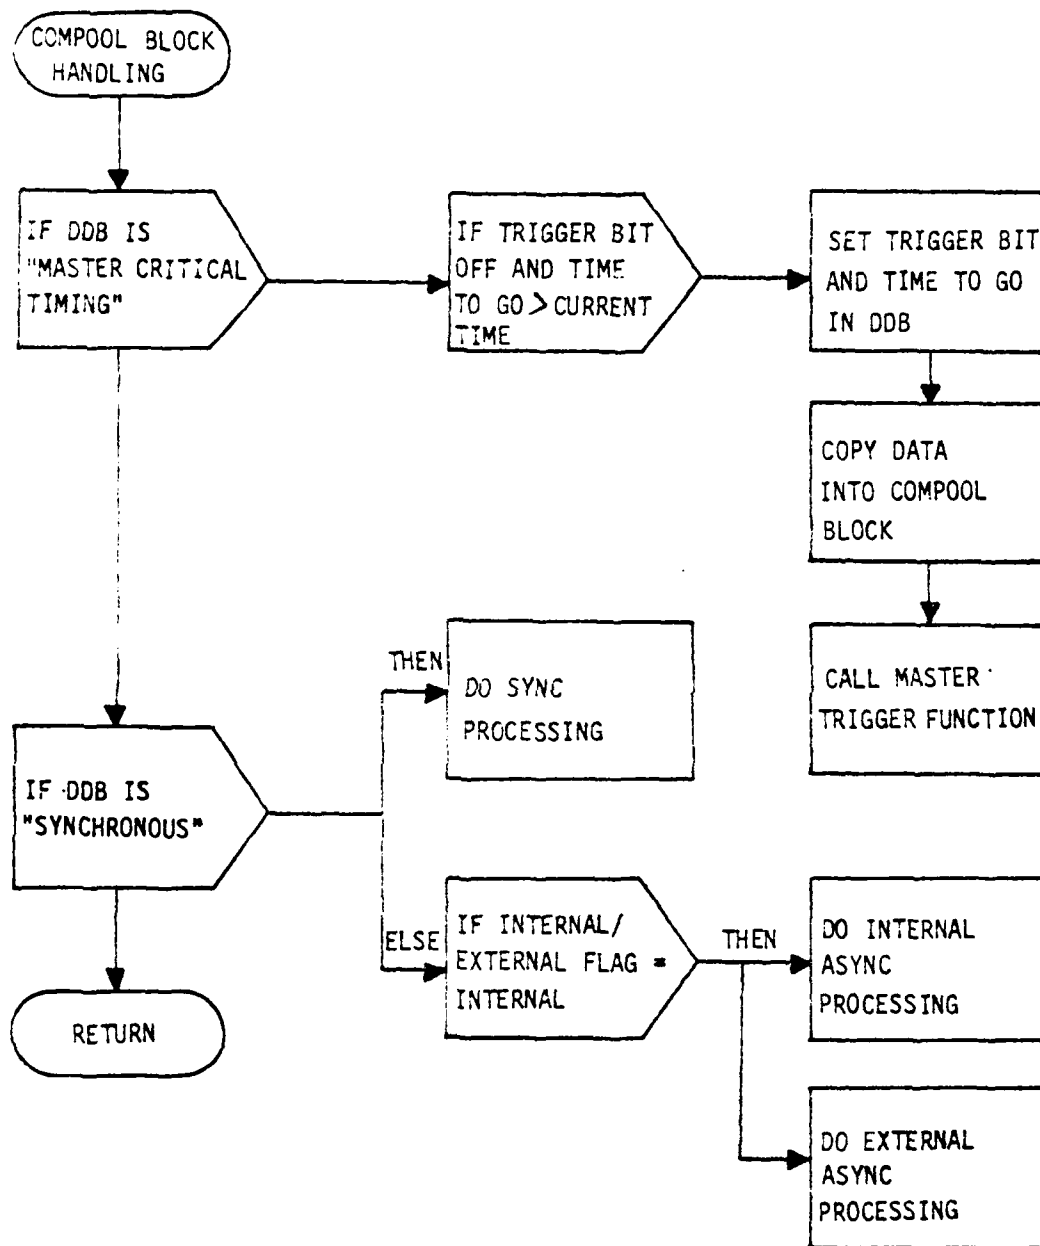 COMPOOL BLOCK
HANDLING
IF DDB IS
"MASTER CRITICAL
TIMING"
IF TRIGGER BIT
OFF AND TIME
TO GO > CURRENT
TIME
SET TRIGGER BIT
AND TIME TO GO
IN DDB
COPY DATA
INTO COMPOOL
BLOCK
CALL MASTER
TRIGGER FUNCTION
THEN
DO SYNC
PROCESSING
IF DDB IS
"SYNCHRONOUS"
ELSE
IF INTERNAL/
EXTERNAL FLAG =
INTERNAL
THEN
DO INTERNAL
ASYNC
PROCESSING
RETURN
DO EXTERNAL
ASYNC
PROCESSING